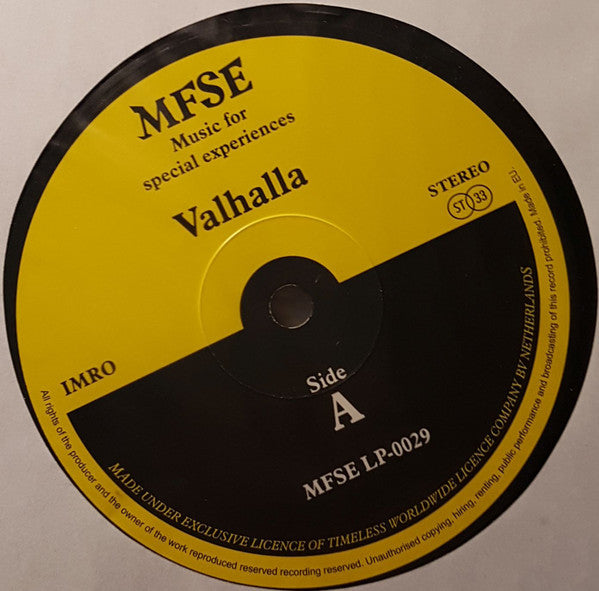 MFSE
Music for
special experiences
Valhalla
STEREO
ST 33
IMRO
Side
A
MFSE LP-0029
MADE UNDER EXCLUSIVE LICENCE OF TIMELESS WORLDWIDE LICENCE COMPANY BV NETHERLANDS
All rights of the producer and the owner of the work reproduced reserved recording reserved. Unauthorised copying, hiring, renting, public performance and broadcasting of this record prohibited. Made in EU.